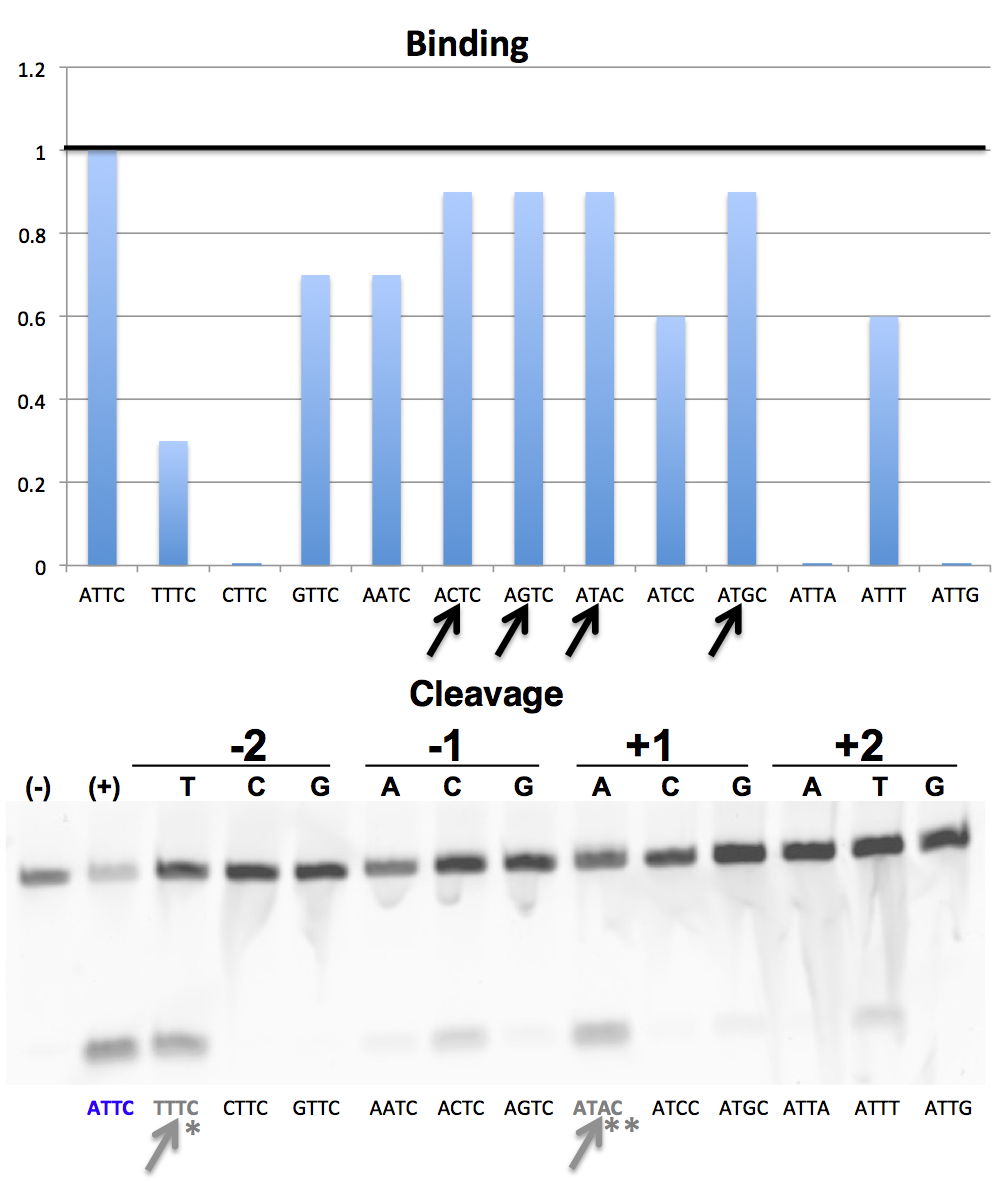 Binding
1.2
1
0.8
0.6
0.4
0.2
0
ATTC TTTC CTTC GTTC AATC ACTC AGTC ATAC ATCC ATGC ATTA ATTT ATTG
Cleavage
-2 -1 +1 +2
(-) (+) T C G A C G A C G A T G
ATTC TTTC CTTC GTTC AATC ACTC AGTC ATAC ATCC ATGC ATTA ATTT ATTG
* **